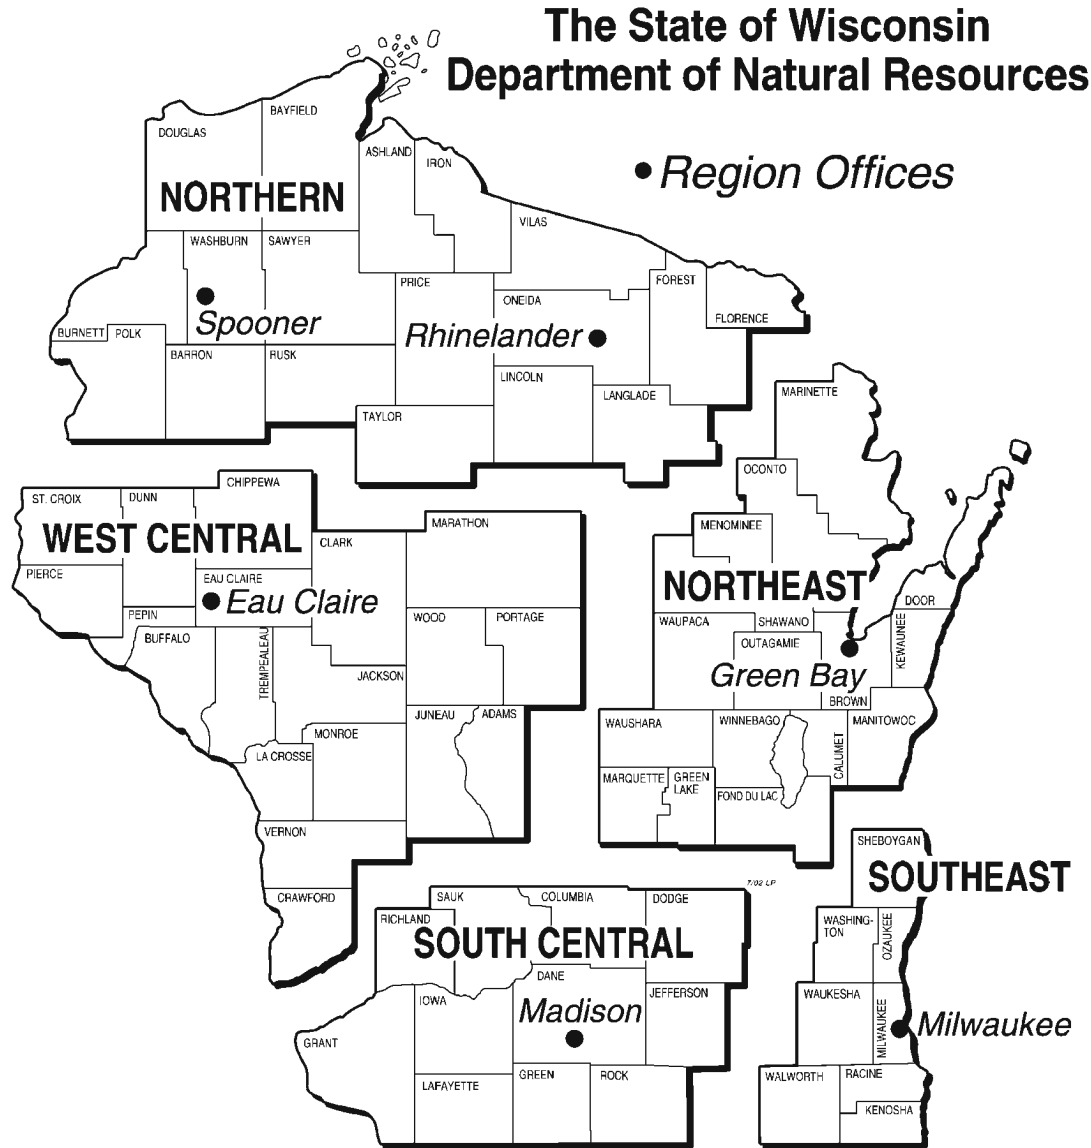 The State of Wisconsin
Department of Natural Resources
Region Offices
BAYFIELD
DOUGLAS
ASHLAND
IRON
NORTHERN
VILAS
WASHBURN
SAWYER
PRICE
FOREST
ONEIDA
FLORENCE
Spooner
Rhinelander
BURNETT
POLK
BARRON
RUSK
LINCOLN
LANGLADE
TAYLOR
MARINETTE
OCONTO
CHIPPEWA
ST. CROIX
DUNN
MARATHON
MENOMINEE
WEST CENTRAL
CLARK
PIERCE
EAU CLAIRE
Eau Claire
NORTHEAST
DOOR
PEPIN
BUFFALO
WOOD
PORTAGE
WAUPACA
SHAWANO
OUTAGAMIE
KEWAUNEE
TREMPEALEAU
JACKSON
Green Bay
BROWN
JUNEAU
ADAMS
WAUSHARA
WINNEBAGO
MANITOWOC
MONROE
LA CROSSE
CALUMET
MARQUETTE
GREEN
LAKE
FOND DU LAC
VERNON
SHEBOYGAN
SOUTHEAST
7/02 LP
CRAWFORD
SAUK
COLUMBIA
DODGE
RICHLAND
WASHING-
TON
OZAUKEE
SOUTH CENTRAL
DANE
IOWA
JEFFERSON
WAUKESHA
Madison
MILWAUKEE
Milwaukee
GRANT
LAFAYETTE
GREEN
ROCK
WALWORTH
RACINE
KENOSHA